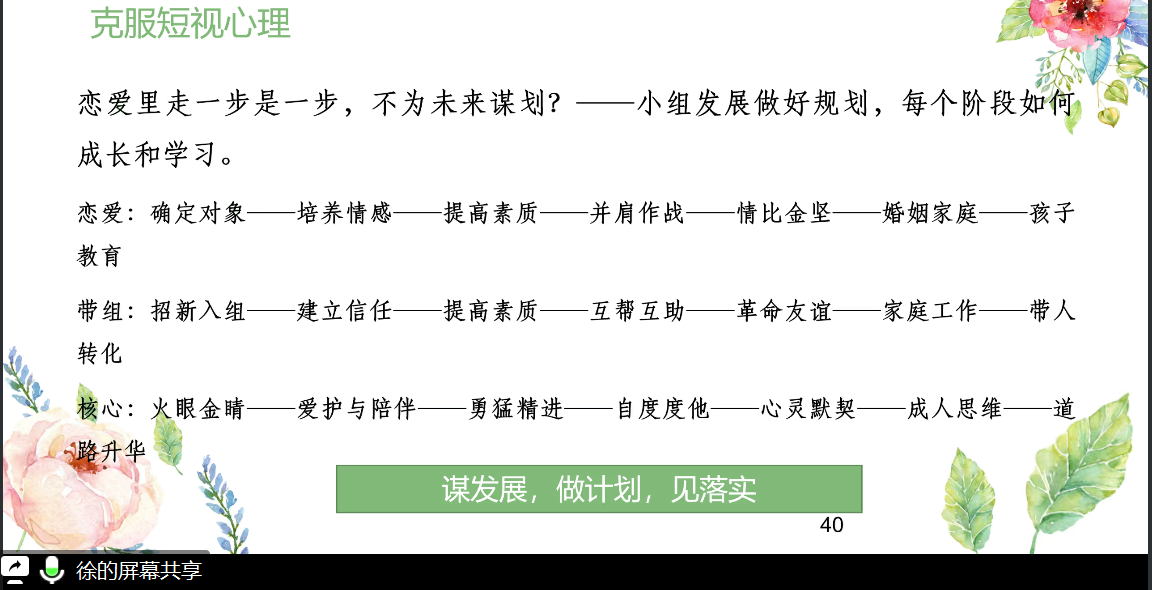 克服短视心理
恋爱里走一步是一步，不为未来谋划？——小组发展做好规划，每个阶段如何
成长和学习。
恋爱：确定对象——培养情感——提高素质——并肩作战——情比金坚——婚姻家庭——孩子
教育
带组：招新入组——建立信任——提高素质——互帮互助——革命友谊——家庭工作——带人
转化
核心：火眼金睛——爱护与陪伴——勇猛精进——自度度他——心灵默契——成人思维——道
路升华
谋发展，做计划，见落实
40
徐的屏幕共享